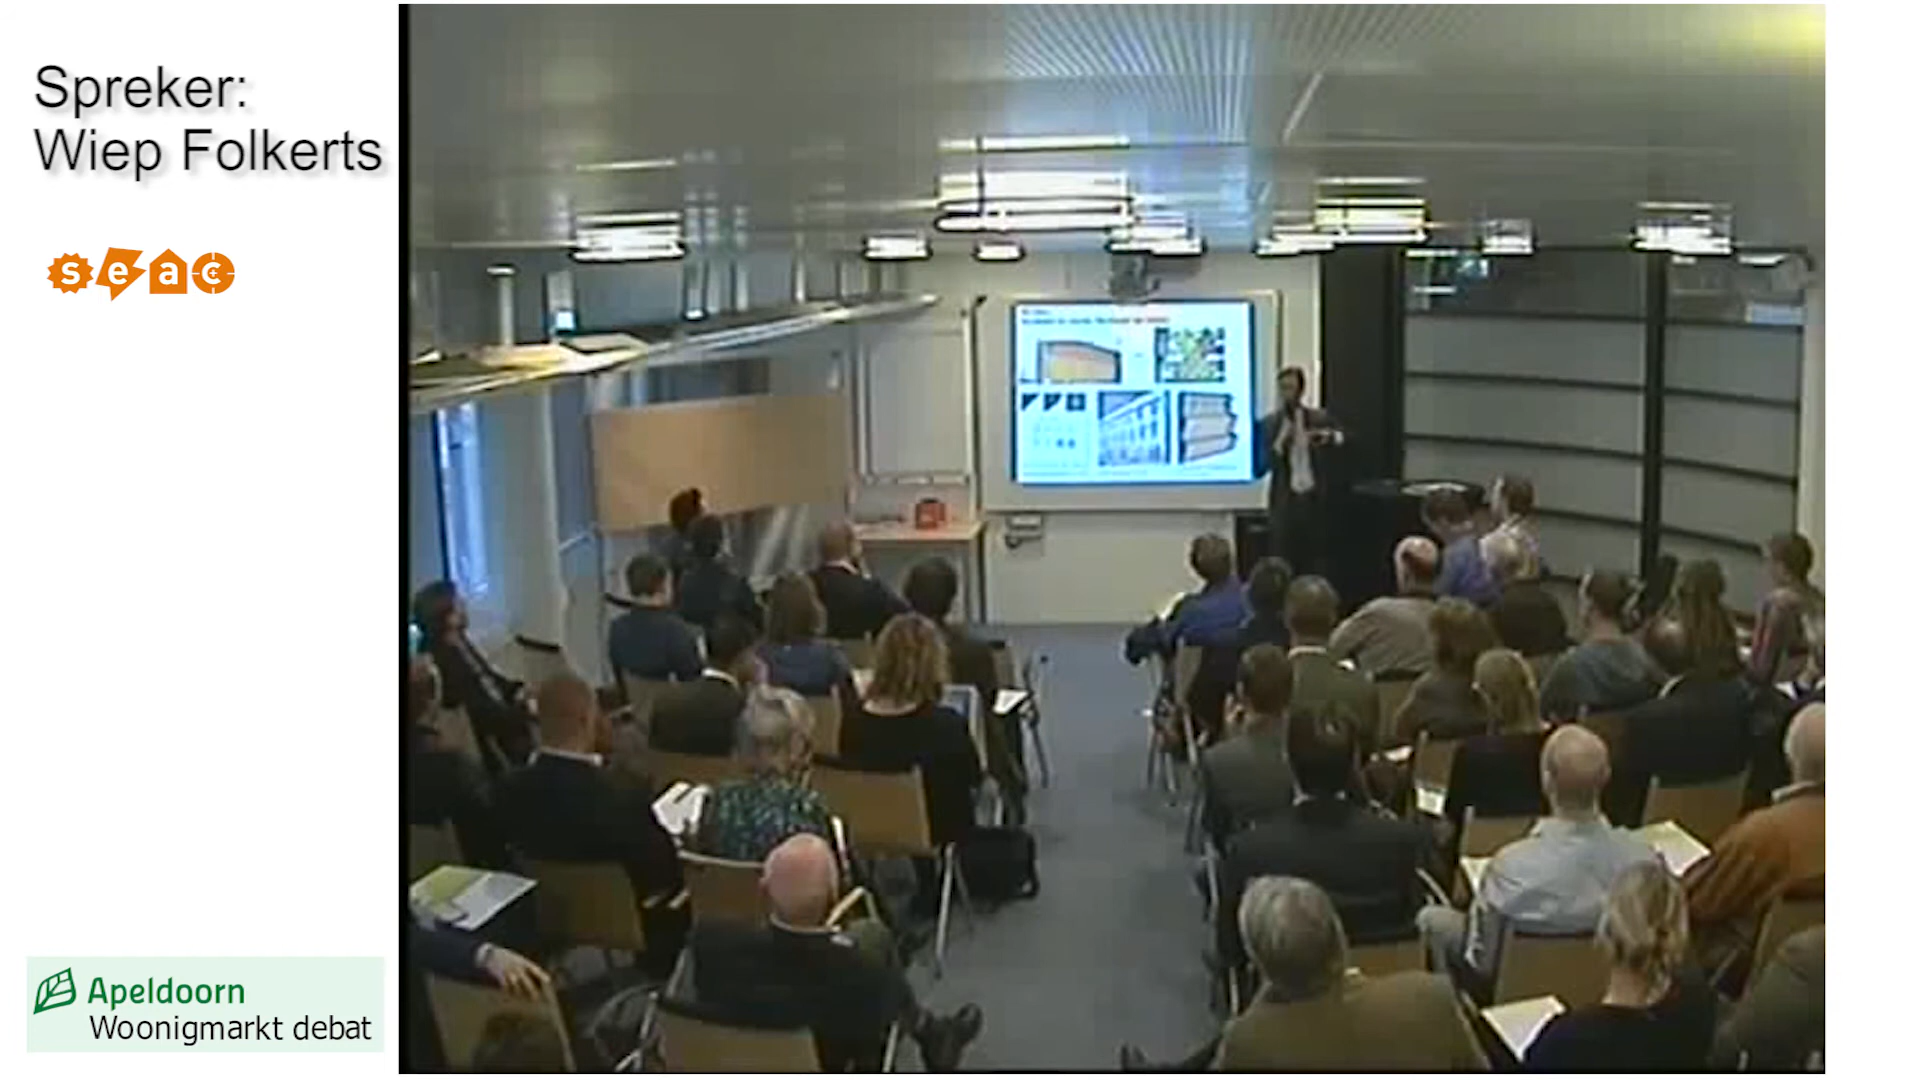 Spreker:
Wiep Folkerts
seac
Apeldoorn
Woonigmarkt debat